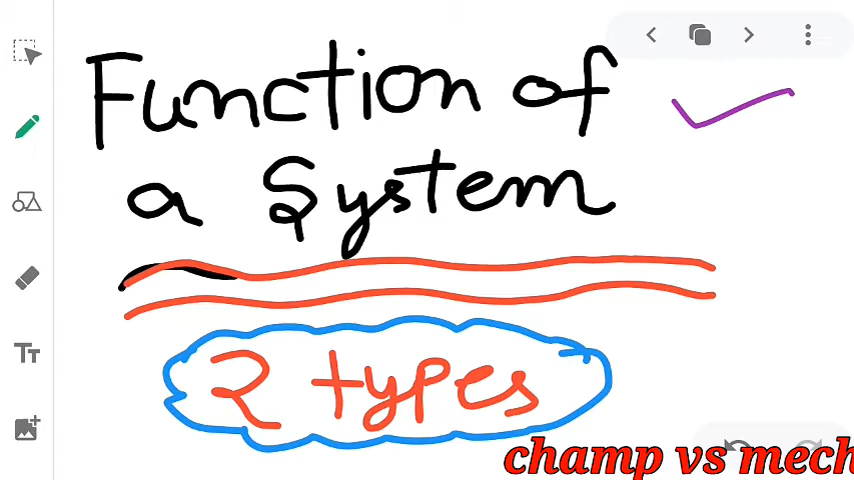 Function of
a System
2 types
champ vs mech